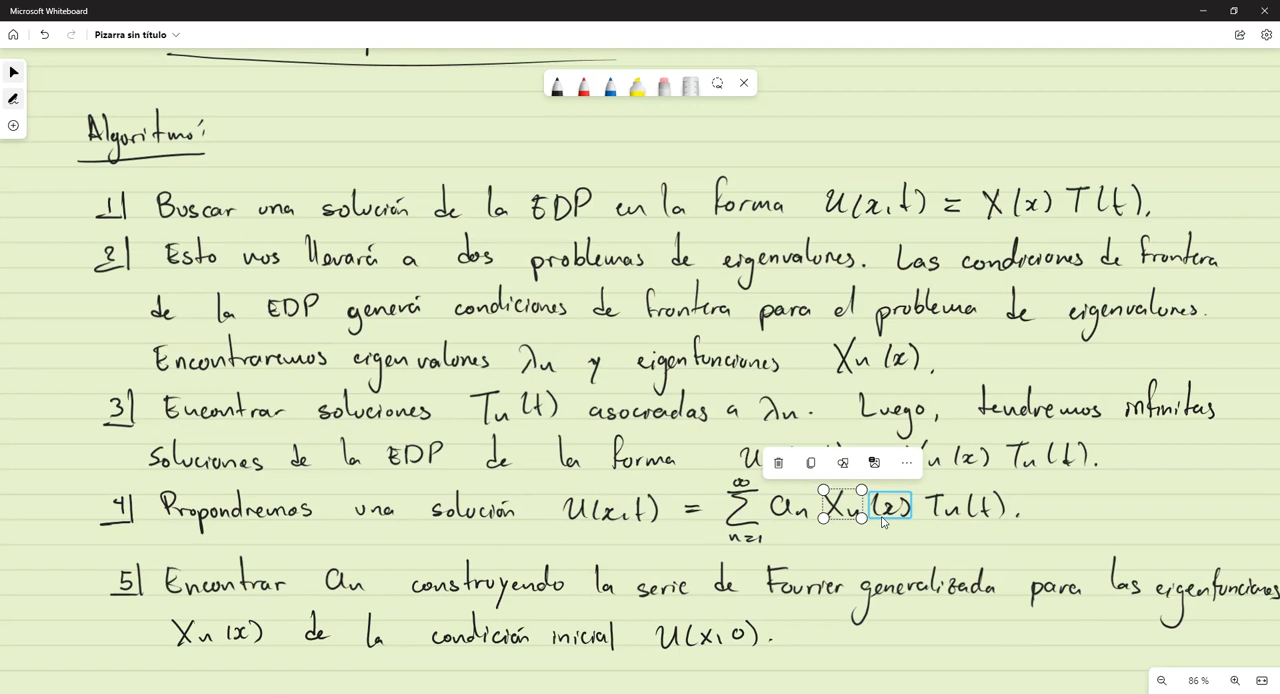 Microsoft Whiteboard
Pizarra sin título
Algoritmo:
1) Buscar una solución de la EDP en la forma U(x,t) = X(x) T(t).
2) Esto nos llevará a dos problemas de eigenvalores. Las condiciones de frontera
de la EDP generá condiciones de frontera para el problema de eigenvalores.
Encontraremos eigenvalores λn y eigenfunciones Xn(x).
3) Encontrar soluciones Tn(t) asociadas a λn. Luego, tendremos infinitas
soluciones de la EDP de la forma U n(x) Tn(t).
4) Propondremos una solución U(x,t) = ∞ Σ n=1 an Xn(x) Tn(t).
5) Encontrar an construyendo la serie de Fourier generalizada para las eigenfunciones
Xn(x) de la condición inicial U(x,0).
86 %